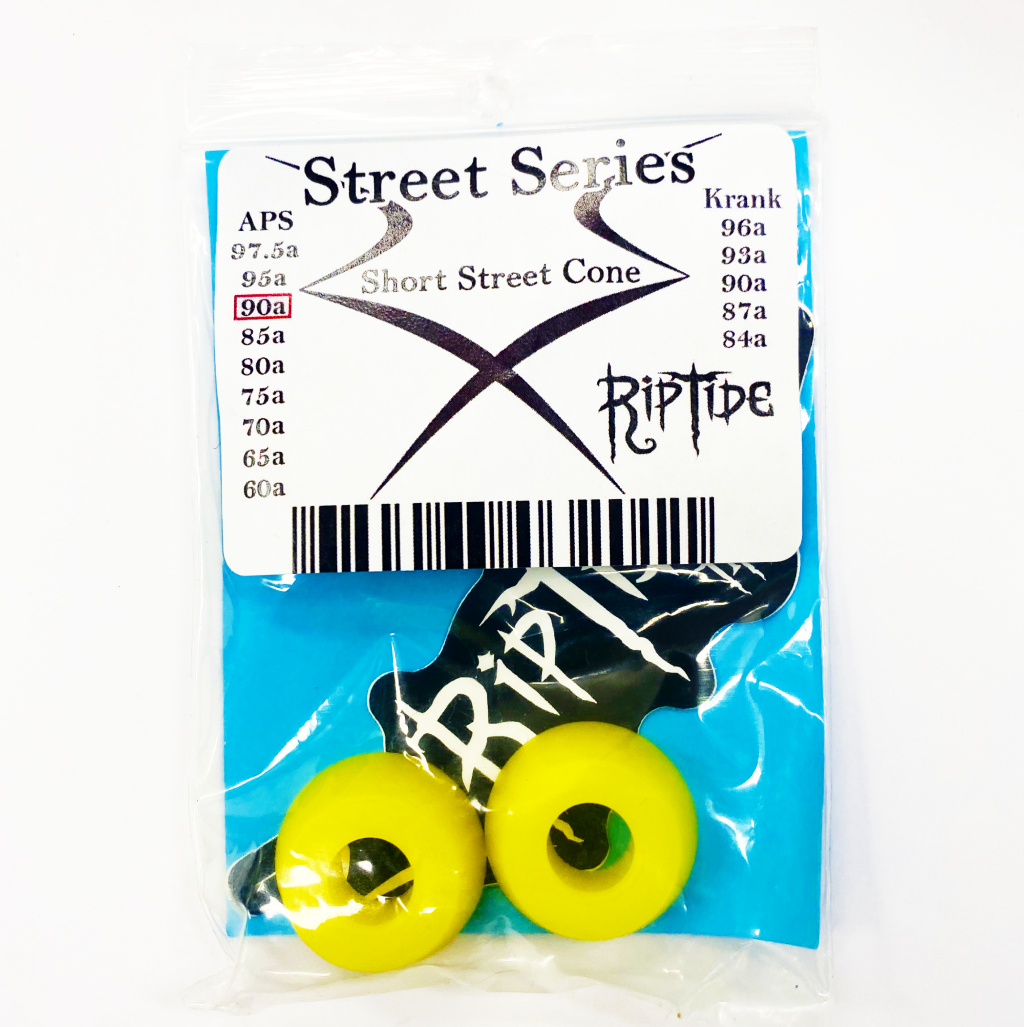 Street Series
APS
97.5a
95a
90a
85a
80a
75a
70a
65a
60a
Short Street Cone
Krank
96a
93a
90a
87a
84a
RIPTIDE
RIPTIDE